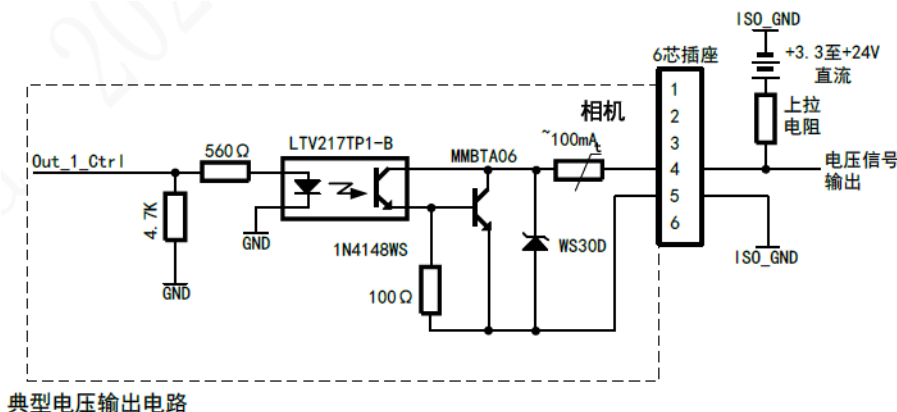 ISO_GND
6芯插座
+3.3至+24V
直流
上拉
电阻
相机
1
2
3
4
5
6
~100mA
t
Out_1_Ctrl
560Ω
LTV217TP1-B
MMBTA06
电压信号
输出
4.7K
GND
GND
1N4148WS
WS30D
100Ω
ISO_GND
典型电压输出电路